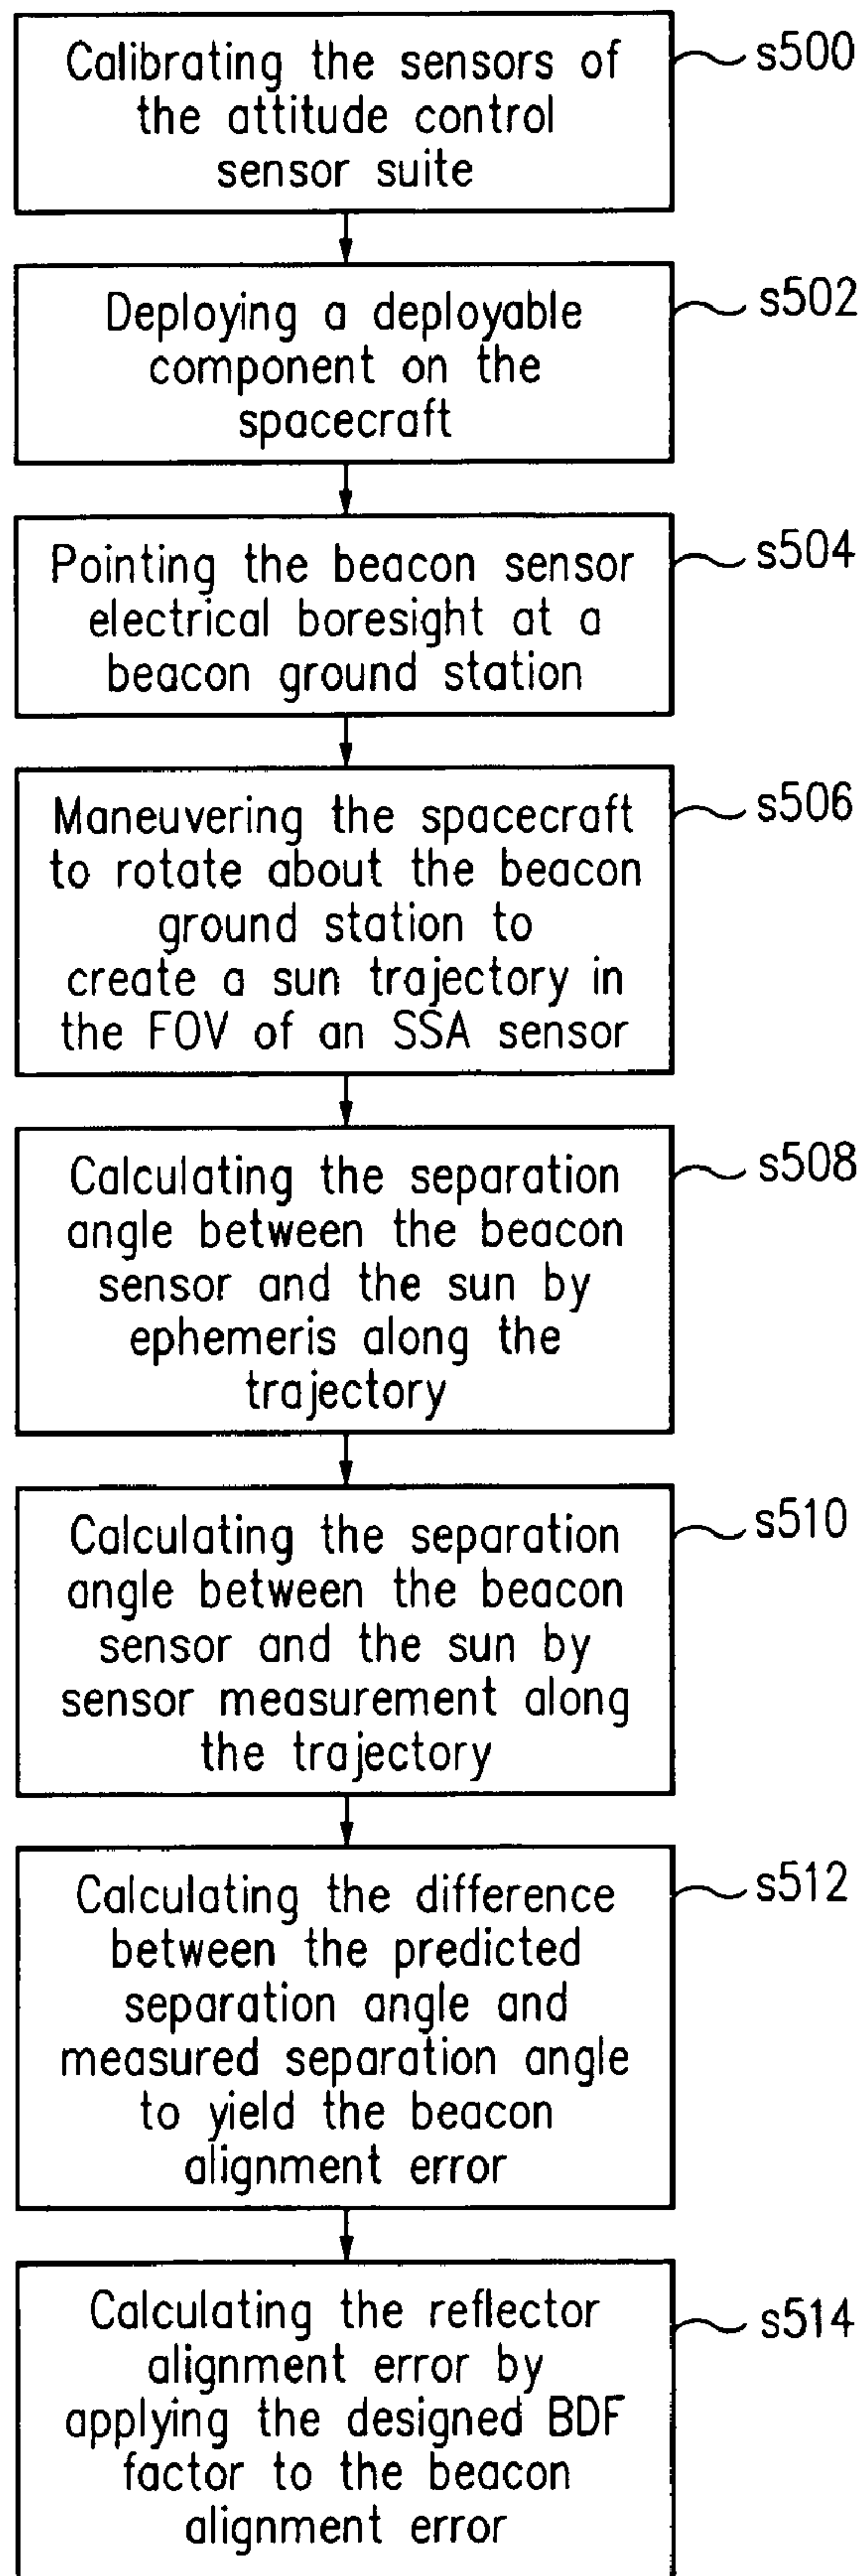 Calibrating the sensors of
the attitude control
sensor suite
s500
Deploying a deployable
component on the
spacecraft
s502
Pointing the beacon sensor
electrical boresight at a
beacon ground station
s504
Maneuvering the spacecraft
to rotate about the beacon
ground station to
create a sun trajectory in
the FOV of an SSA sensor
s506
Calculating the separation
angle between the beacon
sensor and the sun by
ephemeris along the
trajectory
s508
Calculating the separation
angle between the beacon
sensor and the sun by
sensor measurement along
the trajectory
s510
Calculating the difference
between the predicted
separation angle and
measured separation angle
to yield the beacon
alignment error
s512
Calculating the reflector
alignment error by
applying the designed BDF
factor to the beacon
alignment error
s514